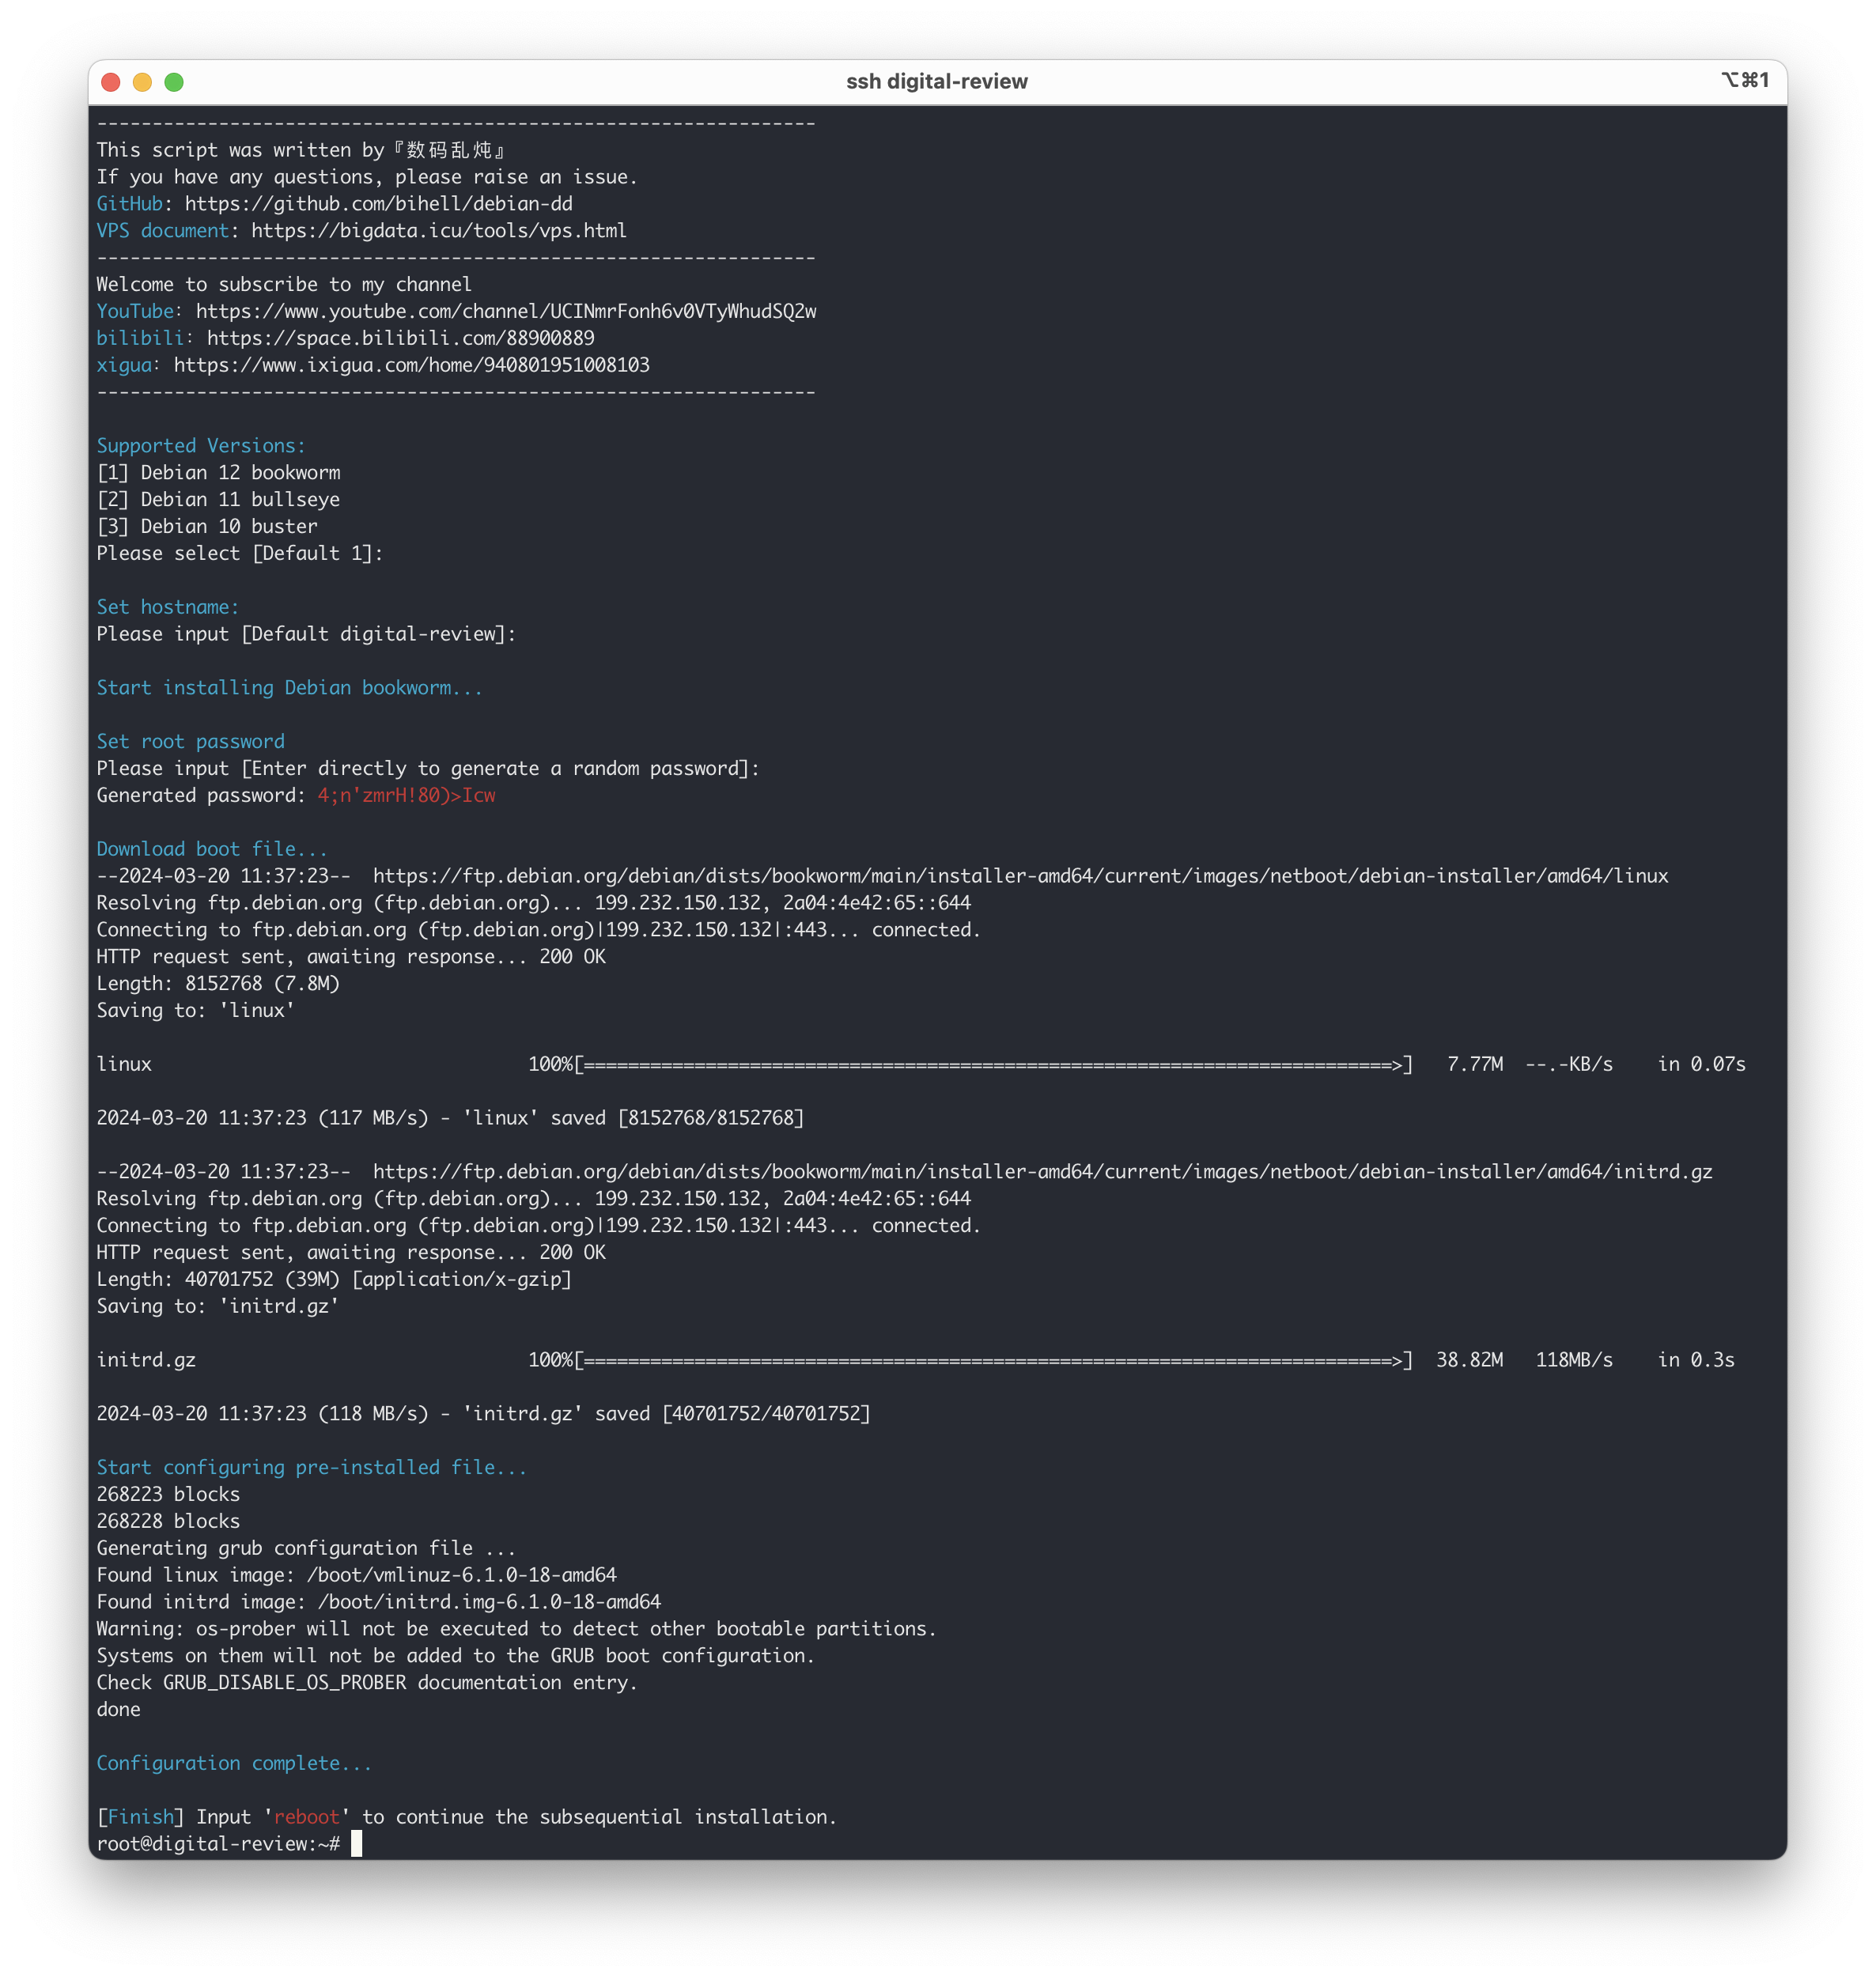 ssh digital-review
⌥⌘1
-----------------------------------------------------------------
This script was written by『数码乱炖』
If you have any questions, please raise an issue.
GitHub: https://github.com/bihell/debian-dd
VPS document: https://bigdata.icu/tools/vps.html
-----------------------------------------------------------------
Welcome to subscribe to my channel
YouTube: https://www.youtube.com/channel/UCINmrFonh6v0VTyWhudSQ2w
bilibili: https://space.bilibili.com/88900889
xigua: https://www.ixigua.com/home/940801951008103
-----------------------------------------------------------------
Supported Versions:
[1] Debian 12 bookworm
[2] Debian 11 bullseye
[3] Debian 10 buster
Please select [Default 1]:
Set hostname:
Please input [Default digital-review]:
Start installing Debian bookworm...
Set root password
Please input [Enter directly to generate a random password]:
Generated password: 4;n'zmrH!80)>Icw
Download boot file...
--2024-03-20 11:37:23--  https://ftp.debian.org/debian/dists/bookworm/main/installer-amd64/current/images/netboot/debian-installer/amd64/linux
Resolving ftp.debian.org (ftp.debian.org)... 199.232.150.132, 2a04:4e42:65::644
Connecting to ftp.debian.org (ftp.debian.org)|199.232.150.132|:443... connected.
HTTP request sent, awaiting response... 200 OK
Length: 8152768 (7.8M)
Saving to: 'linux'
linux 100%[=========================================================================>] 7.77M --.-KB/s in 0.07s
2024-03-20 11:37:23 (117 MB/s) - 'linux' saved [8152768/8152768]
--2024-03-20 11:37:23--  https://ftp.debian.org/debian/dists/bookworm/main/installer-amd64/current/images/netboot/debian-installer/amd64/initrd.gz
Resolving ftp.debian.org (ftp.debian.org)... 199.232.150.132, 2a04:4e42:65::644
Connecting to ftp.debian.org (ftp.debian.org)|199.232.150.132|:443... connected.
HTTP request sent, awaiting response... 200 OK
Length: 40701752 (39M) [application/x-gzip]
Saving to: 'initrd.gz'
initrd.gz 100%[=========================================================================>] 38.82M 118MB/s in 0.3s
2024-03-20 11:37:23 (118 MB/s) - 'initrd.gz' saved [40701752/40701752]
Start configuring pre-installed file...
268223 blocks
268228 blocks
Generating grub configuration file ...
Found linux image: /boot/vmlinuz-6.1.0-18-amd64
Found initrd image: /boot/initrd.img-6.1.0-18-amd64
Warning: os-prober will not be executed to detect other bootable partitions.
Systems on them will not be added to the GRUB boot configuration.
Check GRUB_DISABLE_OS_PROBER documentation entry.
done
Configuration complete...
[Finish] Input 'reboot' to continue the subsequential installation.
root@digital-review:~#